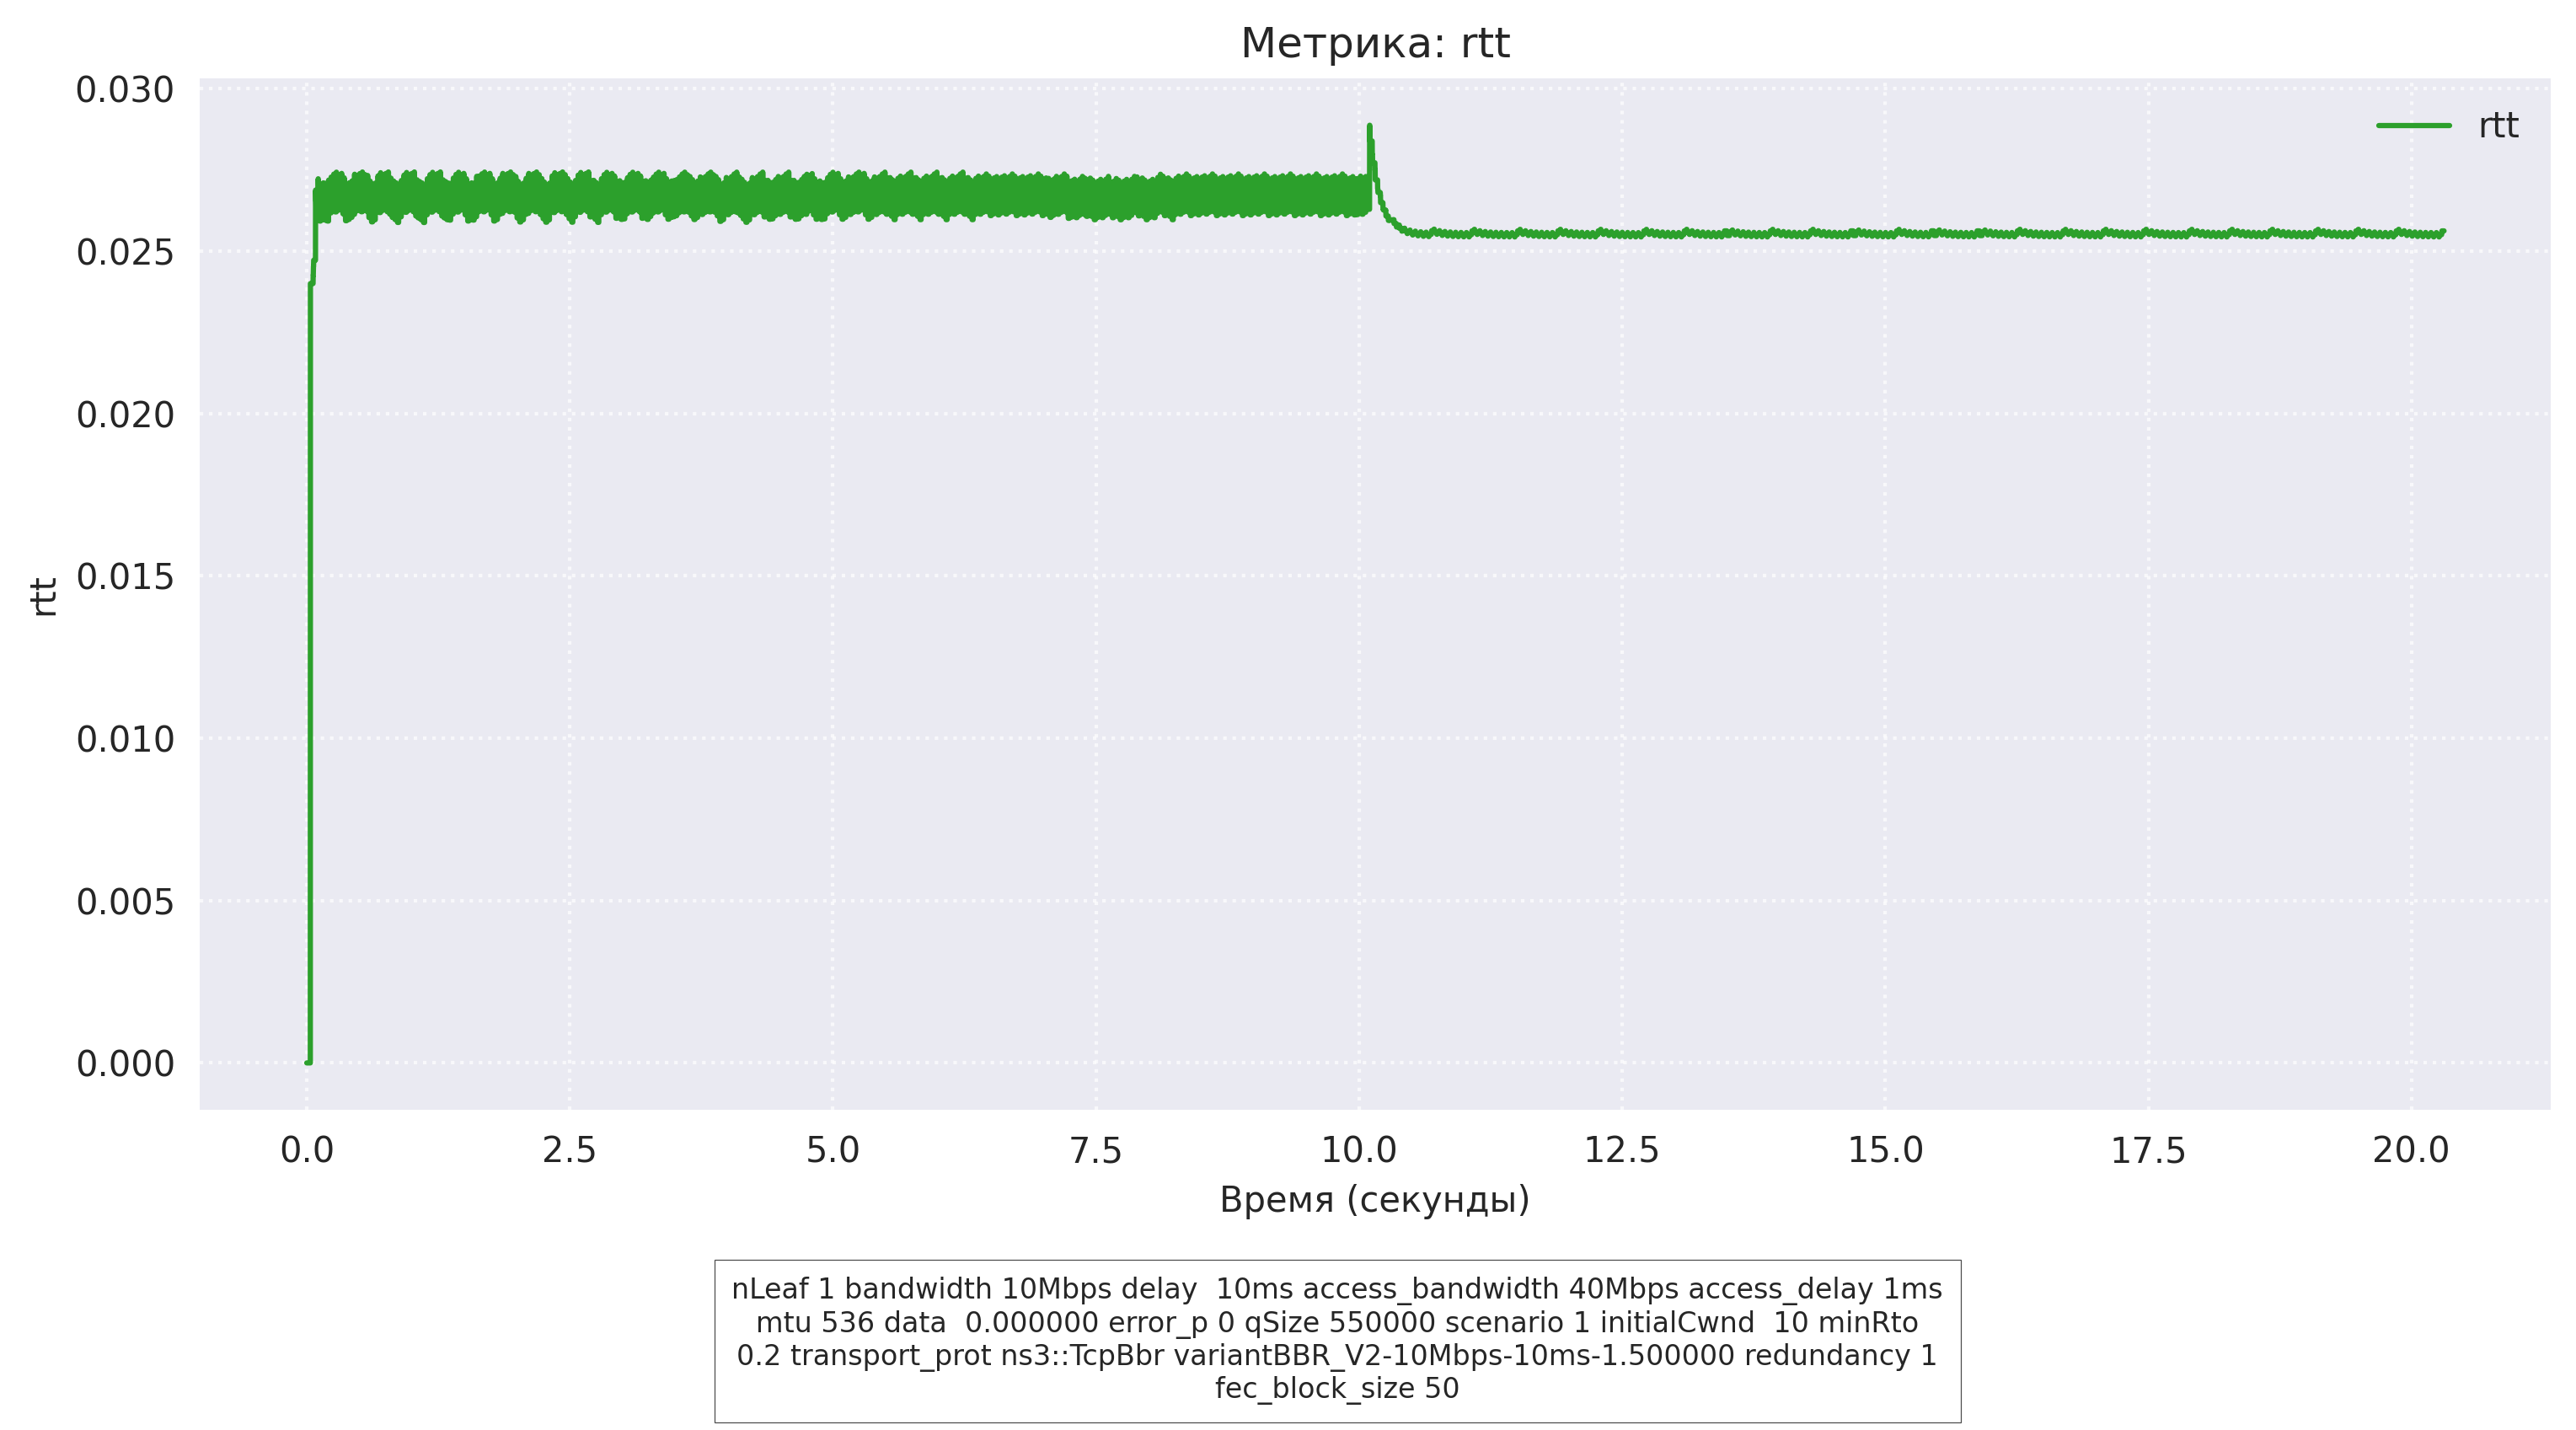 Метрика: rtt
rtt
0.030
0.025
0.020
0.015
0.010
0.005
0.000
rtt
0.0 2.5 5.0 7.5 10.0 12.5 15.0 17.5 20.0
Время (секунды)
nLeaf 1 bandwidth 10Mbps delay  10ms access_bandwidth 40Mbps access_delay 1ms
mtu 536 data  0.000000 error_p 0 qSize 550000 scenario 1 initialCwnd  10 minRto
0.2 transport_prot ns3::TcpBbr variantBBR_V2-10Mbps-10ms-1.500000 redundancy 1
fec_block_size 50